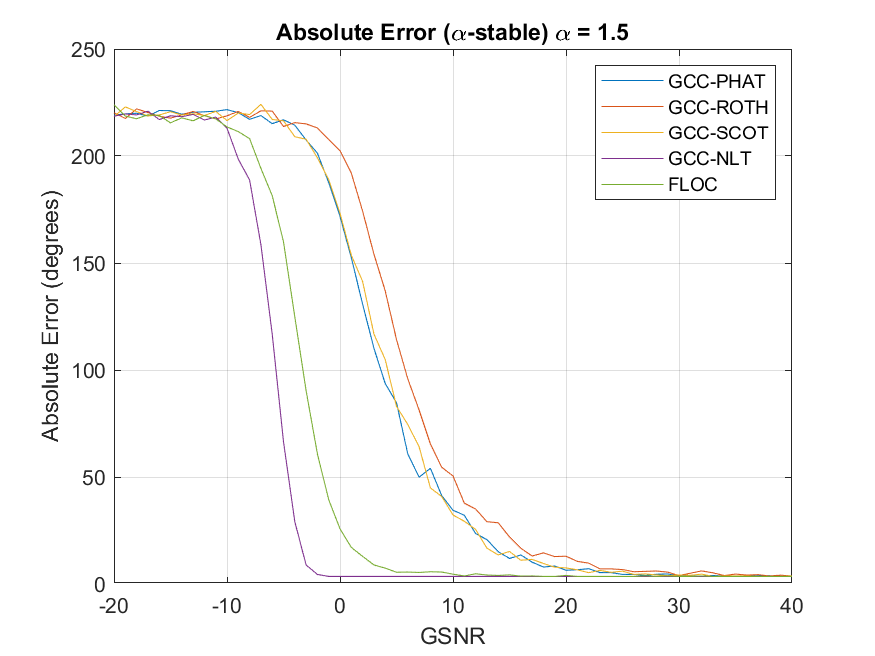 Absolute Error (α-stable) α = 1.5
250
200
150
100
50
0
Absolute Error (degrees)
-20
-10
0
10
20
30
40
GSNR
GCC-PHAT
GCC-ROTH
GCC-SCOT
GCC-NLT
FLOC